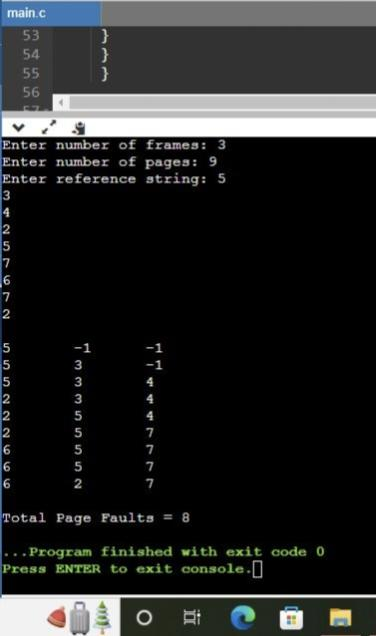 main.c
53 }
54 }
55 }
56
57
Enter number of frames: 3
Enter number of pages: 9
Enter reference string: 5
3
4
2
5
7
6
7
2
5 -1 -1
5 3 -1
5 3 4
2 3 4
2 5 4
2 5 7
6 5 7
6 5 7
6 2 7
Total Page Faults = 8
...Program finished with exit code 0
Press ENTER to exit console.